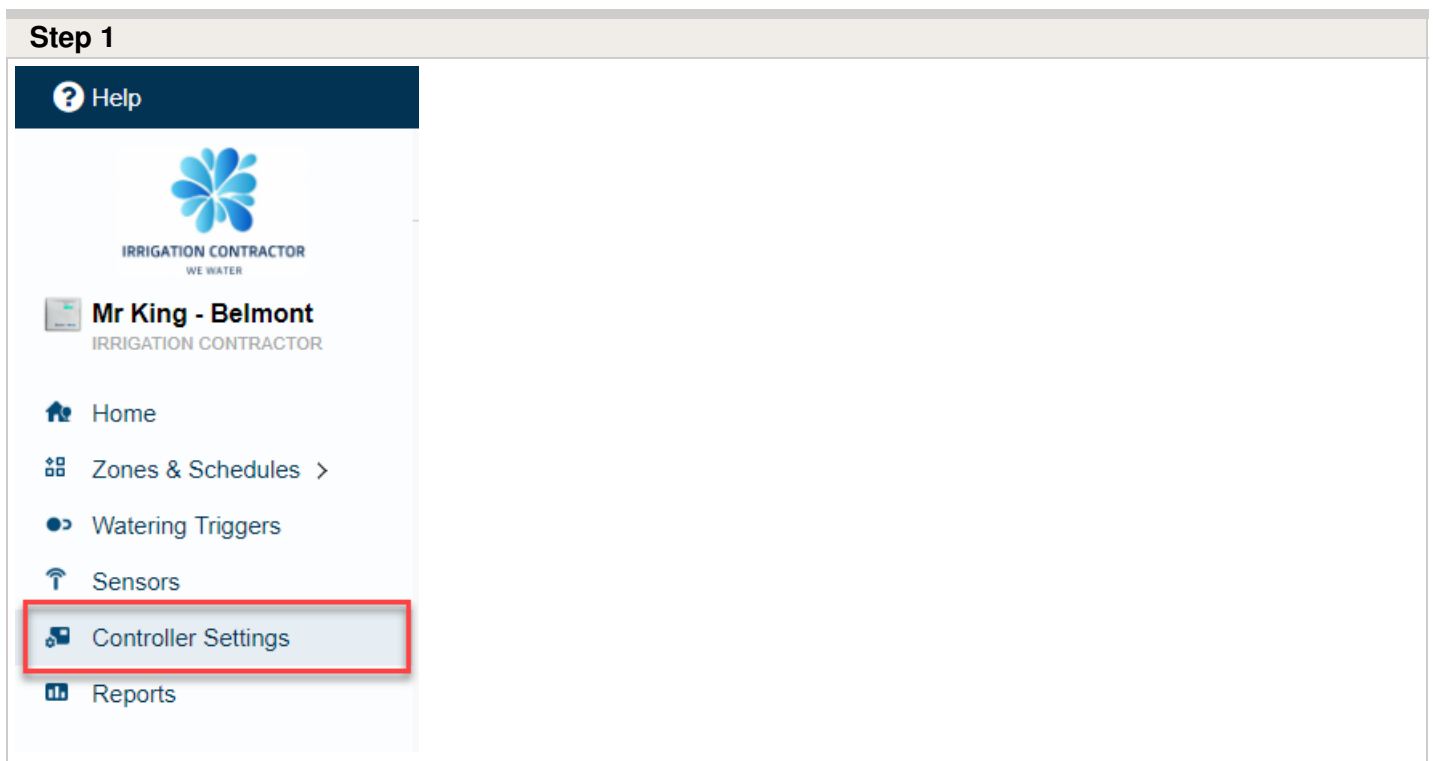 Step 1
Help
IRRIGATION CONTRACTOR
WE WATER
Mr King - Belmont
IRRIGATION CONTRACTOR
Home
Zones & Schedules >
Watering Triggers
Sensors
Controller Settings
Reports